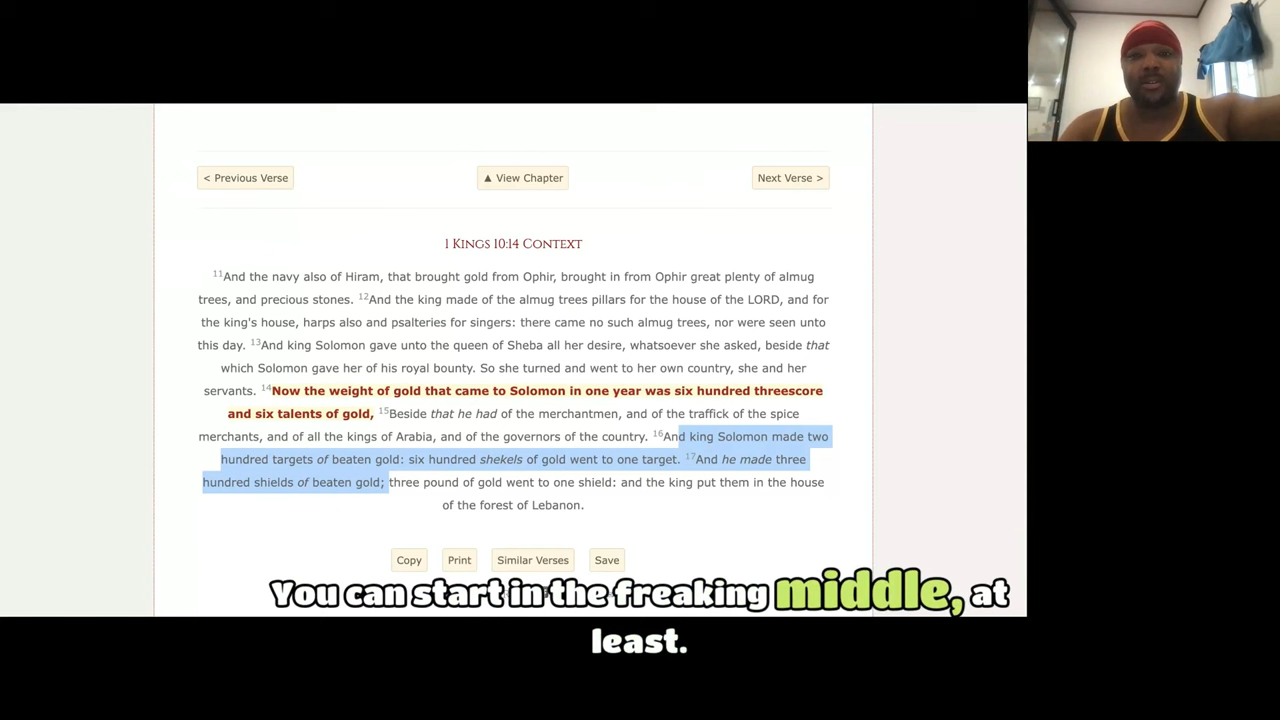 < Previous Verse
▲ View Chapter
Next Verse >
1 Kings 10:14 Context
11And the navy also of Hiram, that brought gold from Ophir, brought in from Ophir great plenty of almug
trees, and precious stones. 12And the king made of the almug trees pillars for the house of the LORD, and for
the king's house, harps also and psalteries for singers: there came no such almug trees, nor were seen unto
this day. 13And king Solomon gave unto the queen of Sheba all her desire, whatsoever she asked, beside that
which Solomon gave her of his royal bounty. So she turned and went to her own country, she and her
servants. 14Now the weight of gold that came to Solomon in one year was six hundred threescore
and six talents of gold, 15Beside that he had of the merchantmen, and of the traffick of the spice
merchants, and of all the kings of Arabia, and of the governors of the country. 16And king Solomon made two
hundred targets of beaten gold: six hundred shekels of gold went to one target. 17And he made three
hundred shields of beaten gold; three pound of gold went to one shield: and the king put them in the house
of the forest of Lebanon.
Copy
Print
Similar Verses
Save
You can start in the freaking middle, at
least.